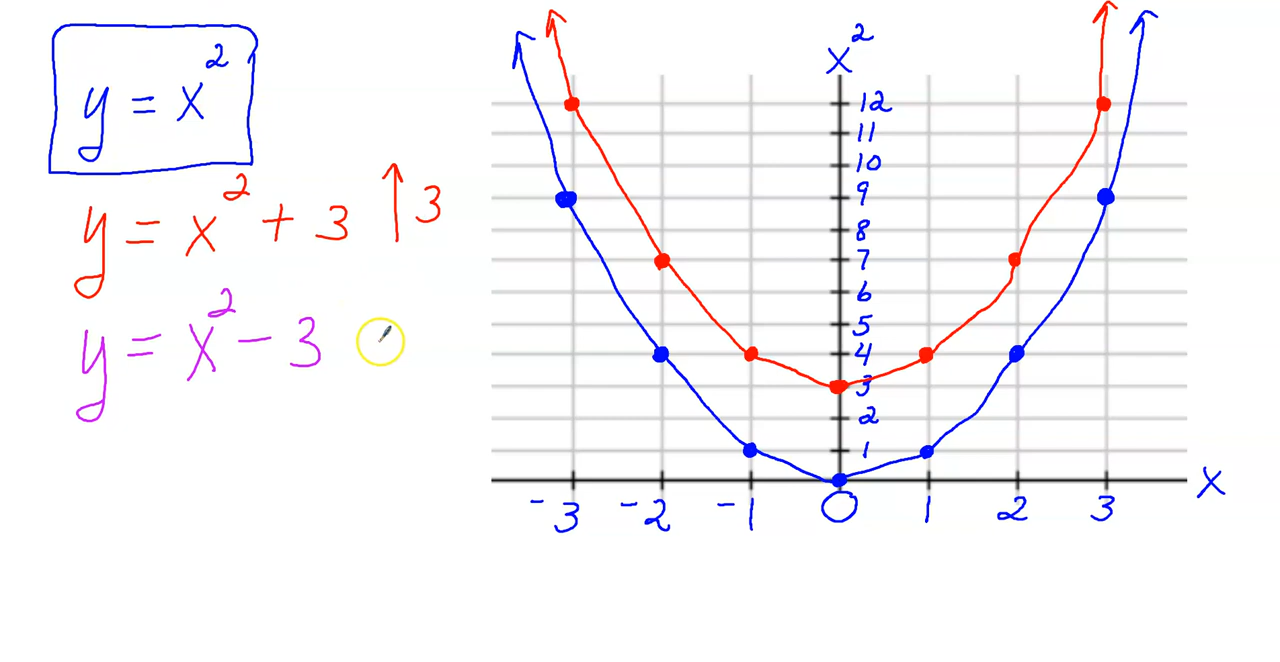 y = x²
y = x² + 3 ↑3
y = x² - 3
x²
12
11
10
9
8
7
6
5
4
3
2
1
-3 -2 -1 0 1 2 3 x